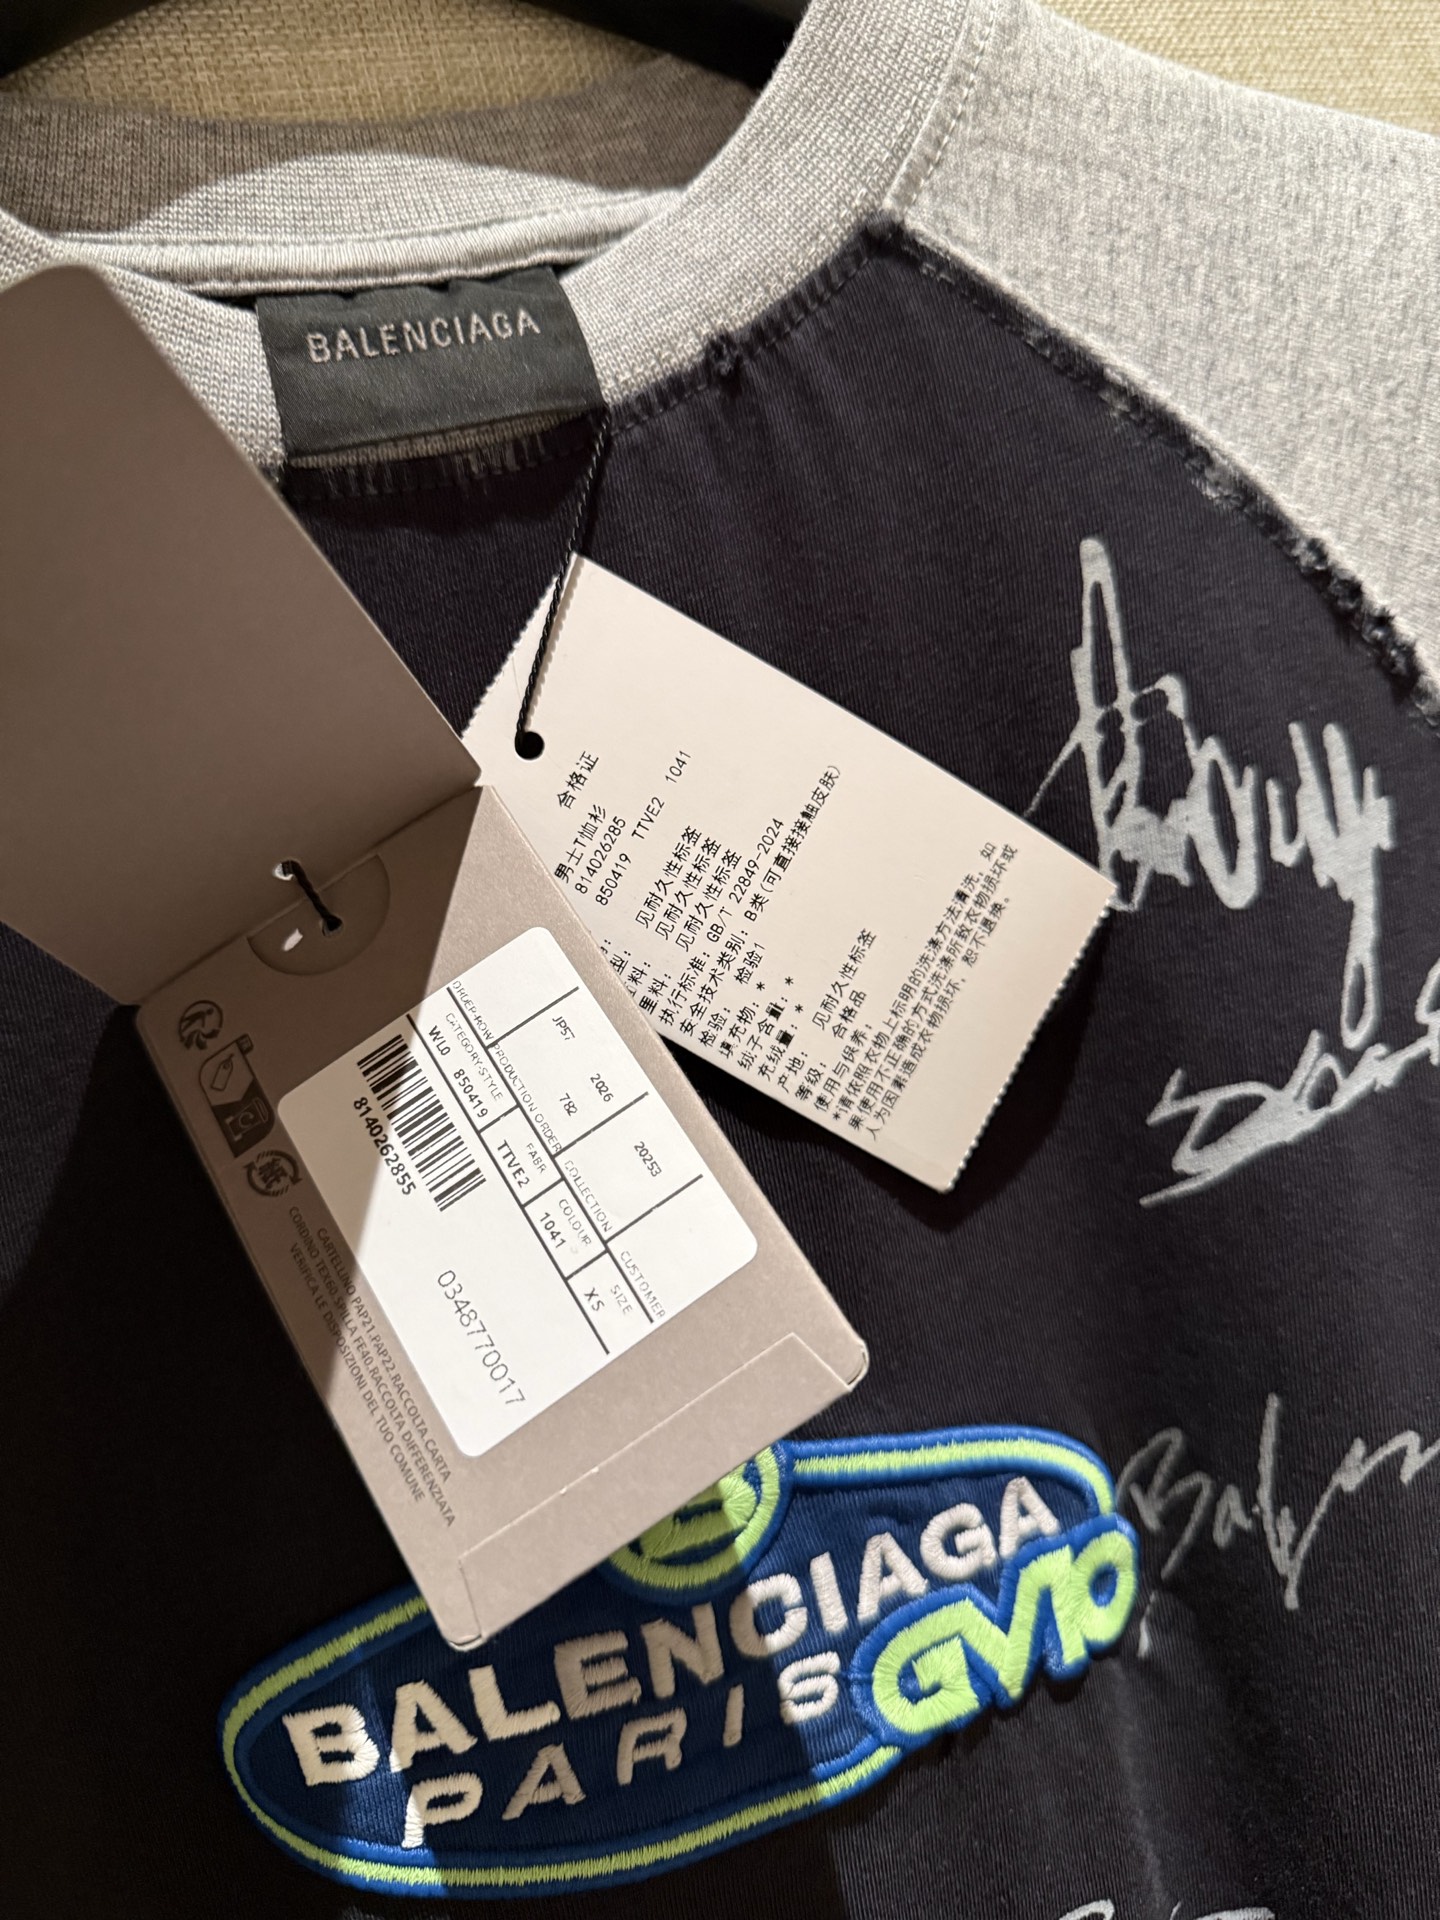 BALENCIAGA
合格证
男士T恤衫
814026285
850419 TTVE2 1041
见耐久性标签
见耐久性标签
里料: 见耐久性标签
执行标准: GB/T 22849-2024
安全技术类别: B类(可直接接触皮肤)
检验: 检验1
填充物: *
绒子含量: *
充绒量: *
产地: 见耐久性标签
等级: 合格品
使用与保养:
*请依照衣物上标明的洗涤方法清洗。如
果使用不正确的方式洗涤所致衣物损坏或
人为因素造成衣物损坏，恕不退换。
JP57 2026 20253
782
ORDER-ROW PRODUCTION ORDER COLLECTION CUSTOMER
CATEGORY-STYLE FABR COLOUR SIZE
WL0 850419 TTVE2 1041 XS
8140262855
0348770017
CARTELLINO PAP21.PAP22.RACCOLTA CARTA
CORDINO TEX60.SPILLA FE40.RACCOLTA DIFFERENZIATA
VERIFICA LE DISPOSIZIONI DEL TUO COMUNE
BALENCIAGA
PARIS
GV10